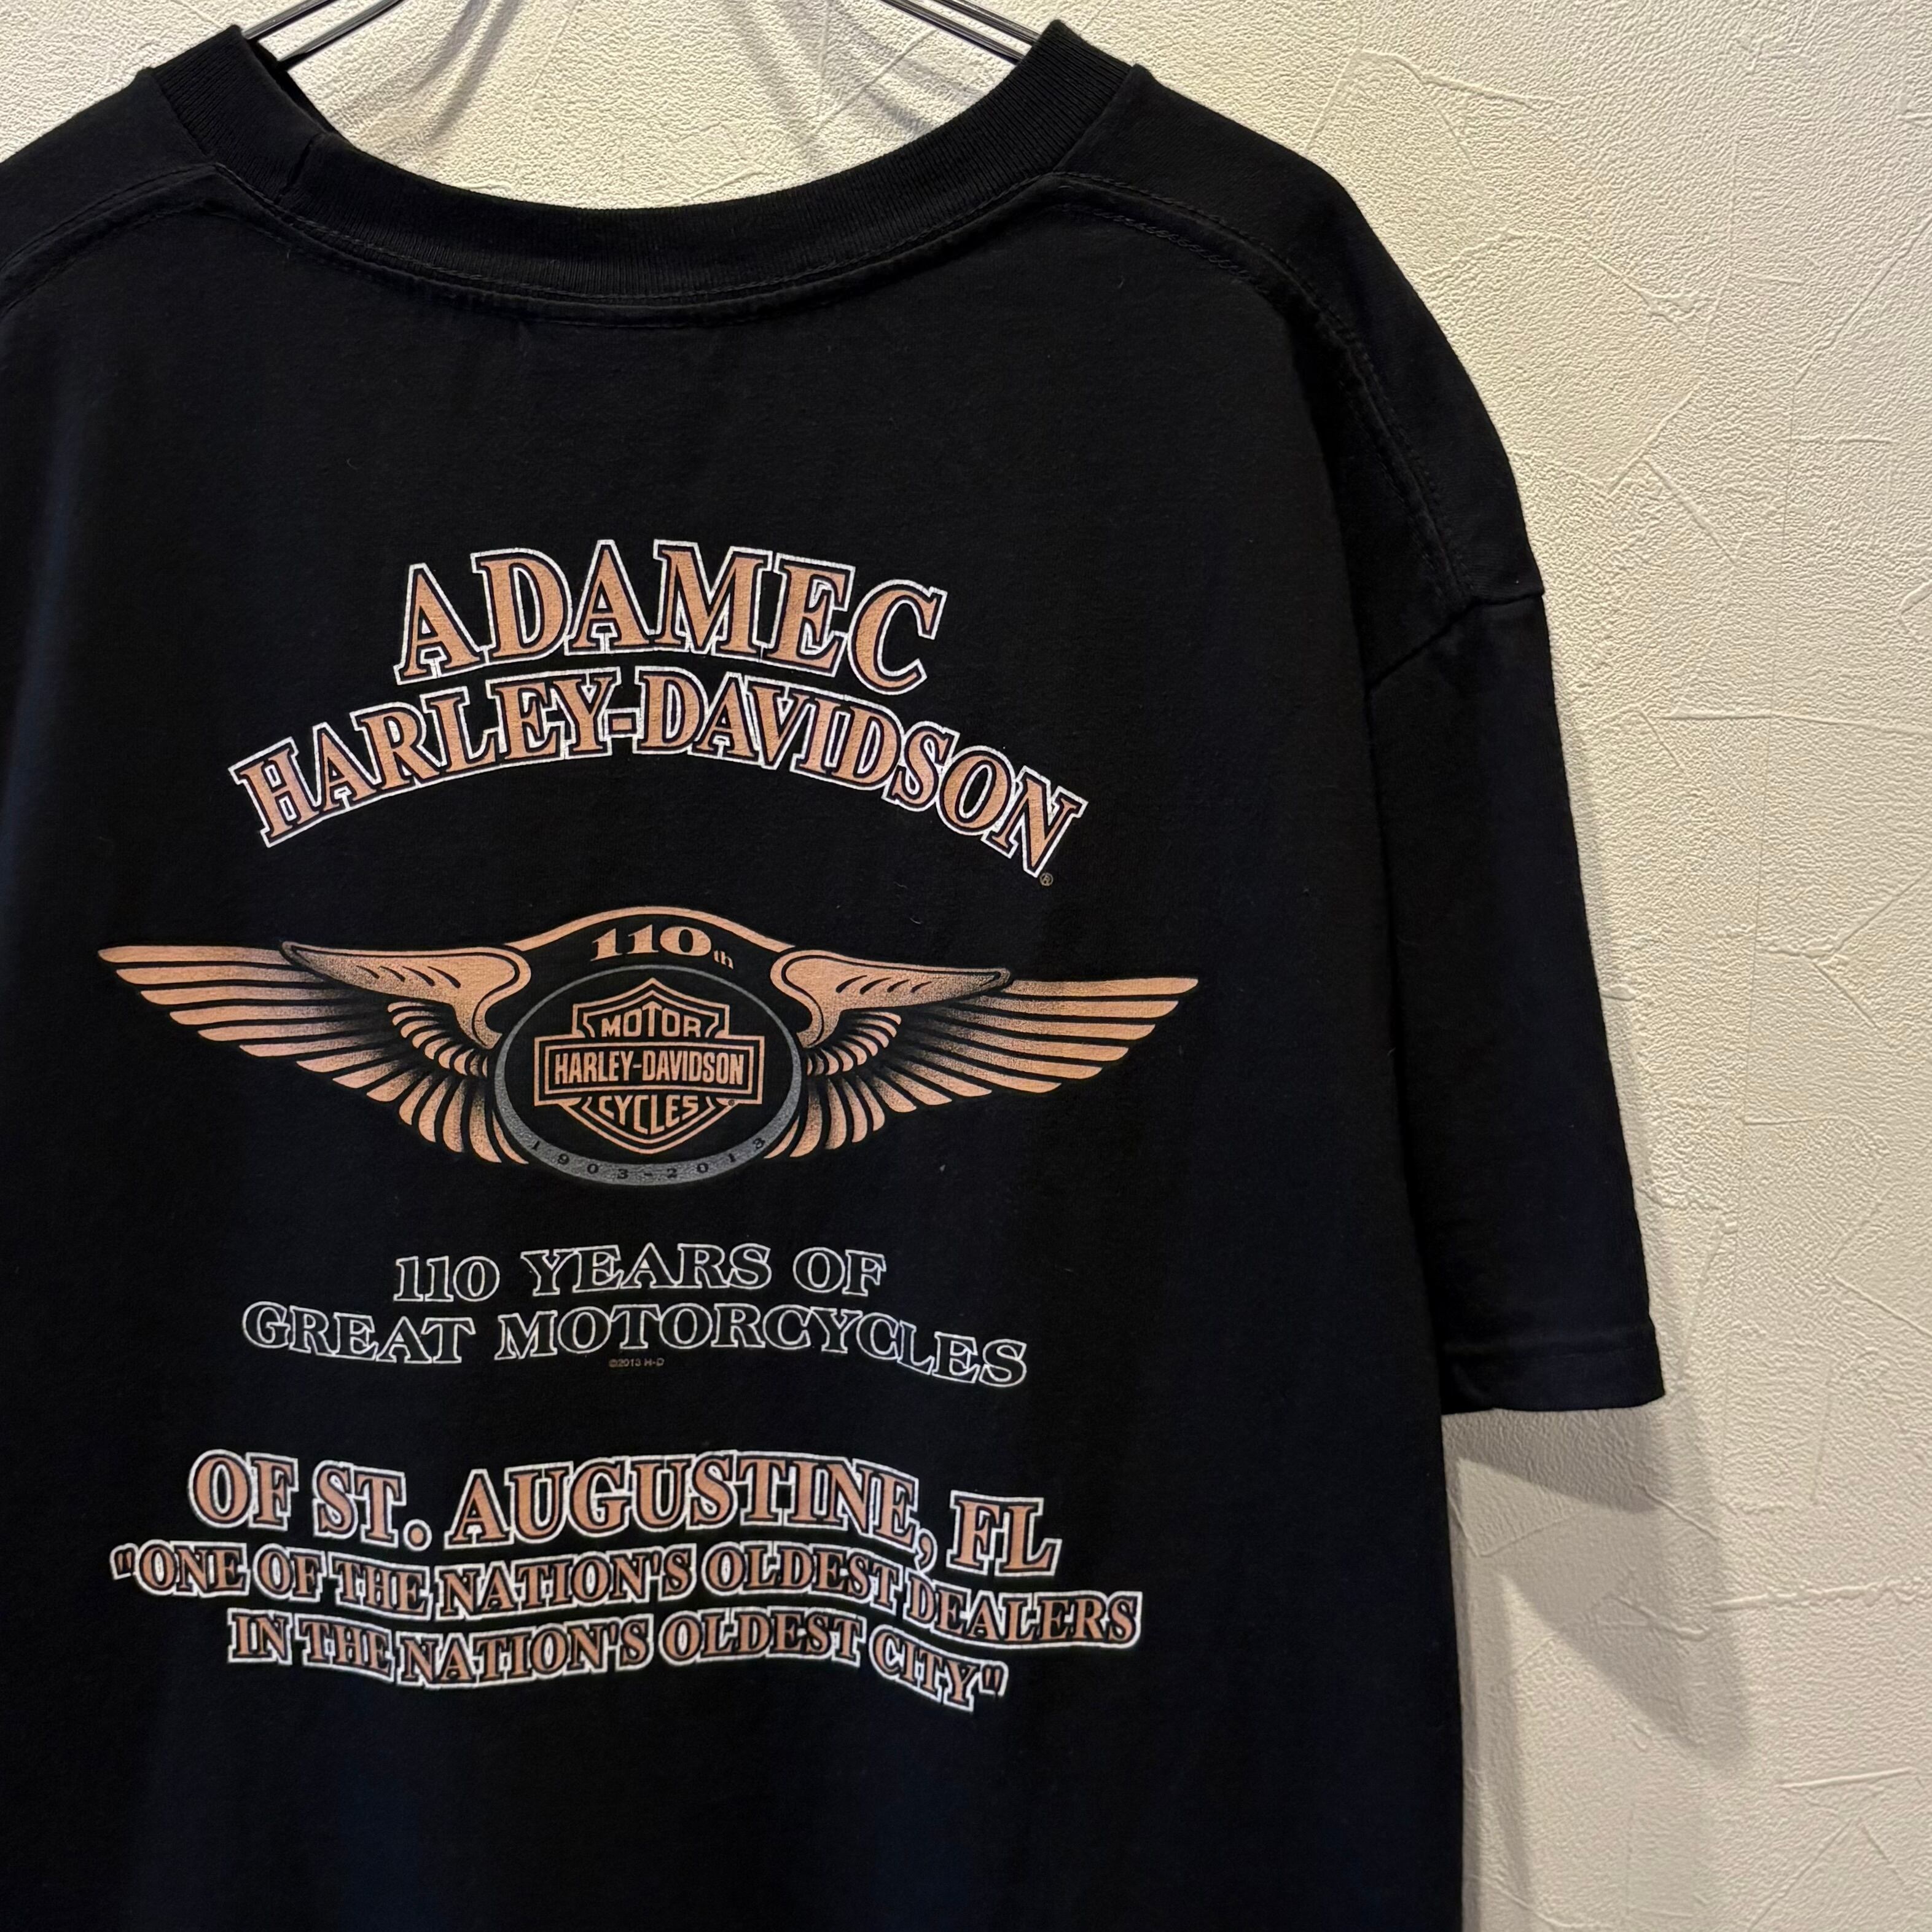 ADAMEC
HARLEY-DAVIDSON®
110th
MOTOR
HARLEY-DAVIDSON
CYCLES
1903-2013
110 YEARS OF
GREAT MOTORCYCLES
©2013 H-D
OF ST. AUGUSTINE, FL
"ONE OF THE NATION'S OLDEST DEALERS
IN THE NATION'S OLDEST CITY"